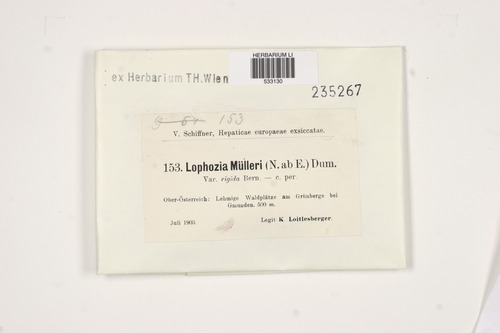 HERBARIUM LI
533130
ex Herbarium TH.Wien
235267
153
V. Schiffner, Hepaticae europaeae exsiccatae.
153. Lophozia Mülleri (N. ab E.) Dum.
Var. rigida Bern. — c. per.
Ober-Österreich: Lehmige Waldplätze am Grünberge bei
Gmunden. 500 m.
Juli 1903. Legit K Loitlesberger.